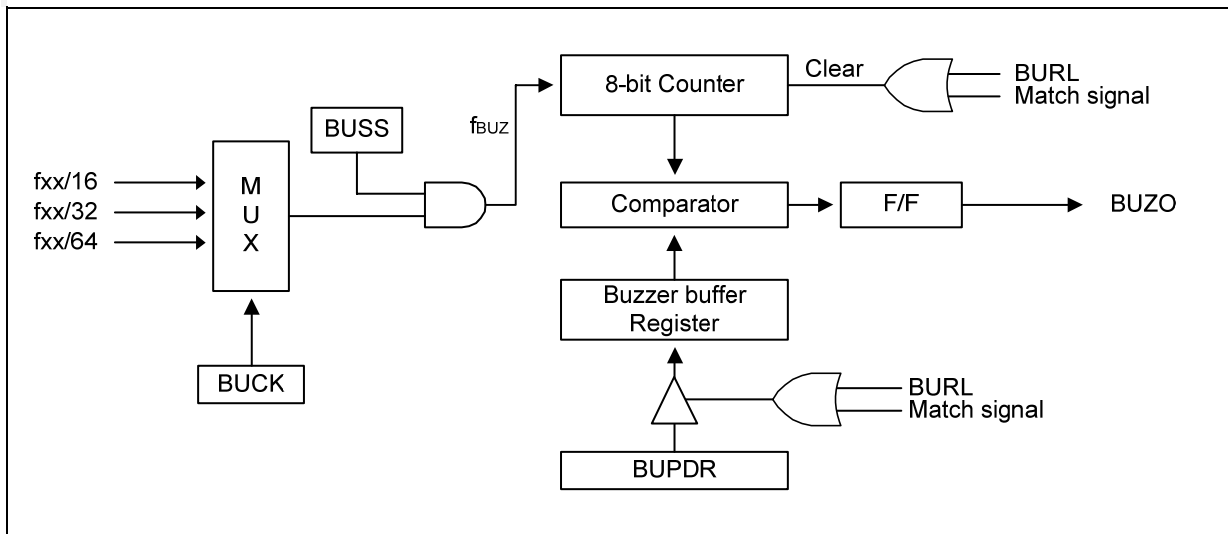 8-bit Counter
Clear
BURL
Match signal
BUSS
fBUZ
fxx/16
fxx/32
fxx/64
M
U
X
Comparator
F/F
BUZO
Buzzer buffer
Register
BUCK
BURL
Match signal
BUPDR